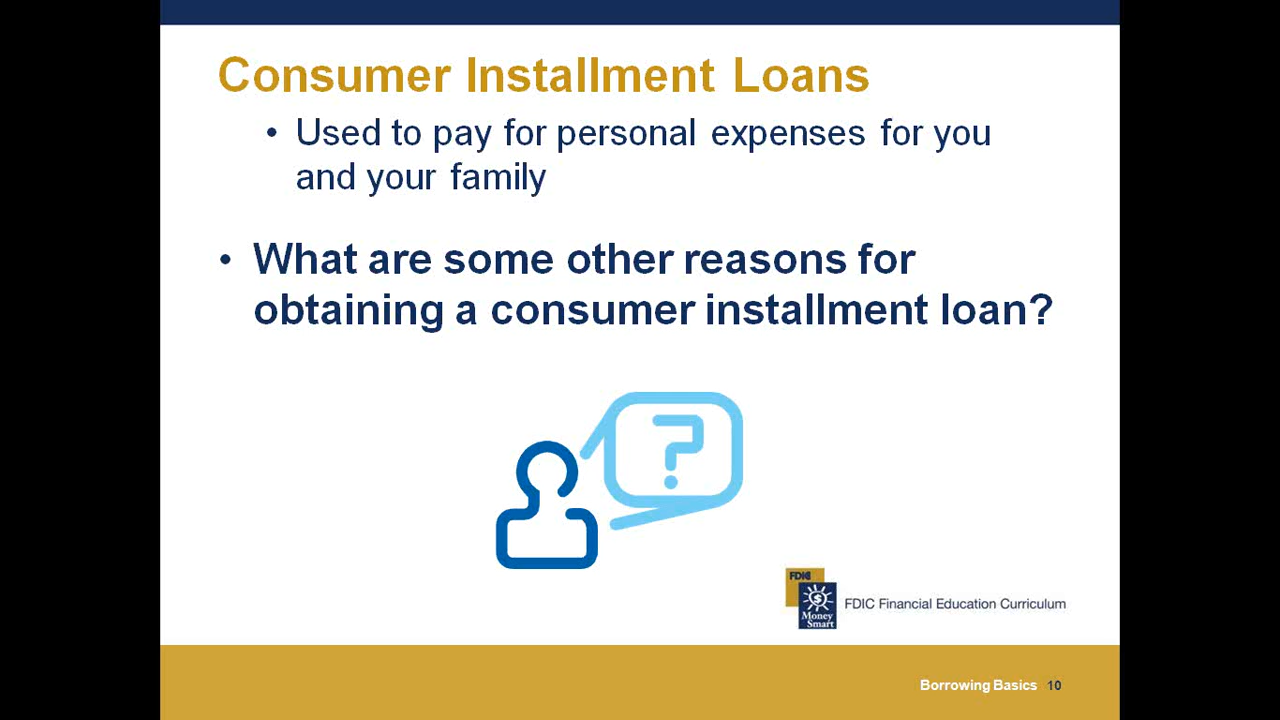 Consumer Installment Loans
• Used to pay for personal expenses for you
and your family
• What are some other reasons for
obtaining a consumer installment loan?
?
FDIC
$
Money
Smart
FDIC Financial Education Curriculum
Borrowing Basics 10